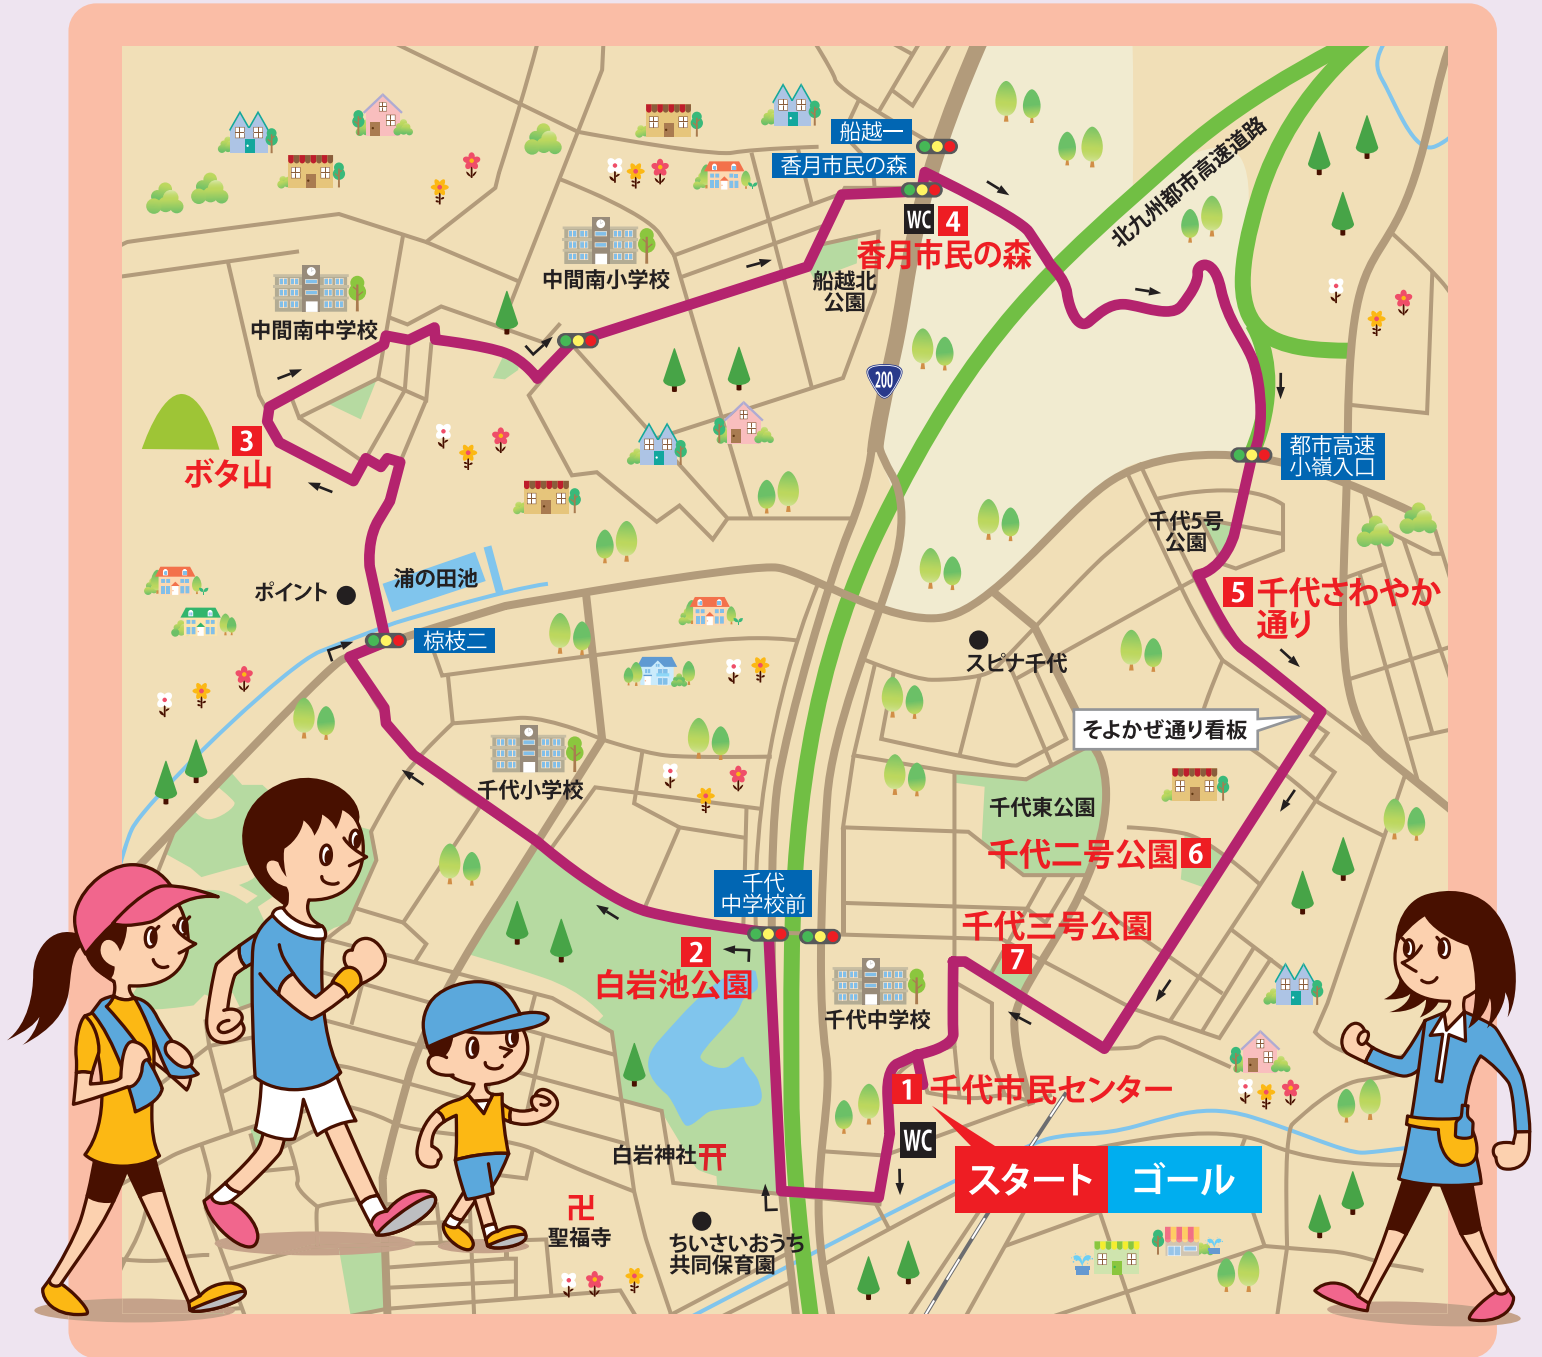 船越一
香月市民の森
WC
4
香月市民の森
北九州都市高速道路
中間南小学校
船越北
公園
中間南中学校
200
3
ボタ山
都市高速
小嶺入口
千代5号
公園
浦の田池
ポイント
5
千代さわやか
通り
椋枝二
スピナ千代
そよかぜ通り看板
千代小学校
千代東公園
千代二号公園
6
千代
中学校前
千代三号公園
7
2
白岩池公園
千代中学校
1
千代市民センター
WC
白岩神社
スタート
ゴール
聖福寺
ちいさいおうち
共同保育園